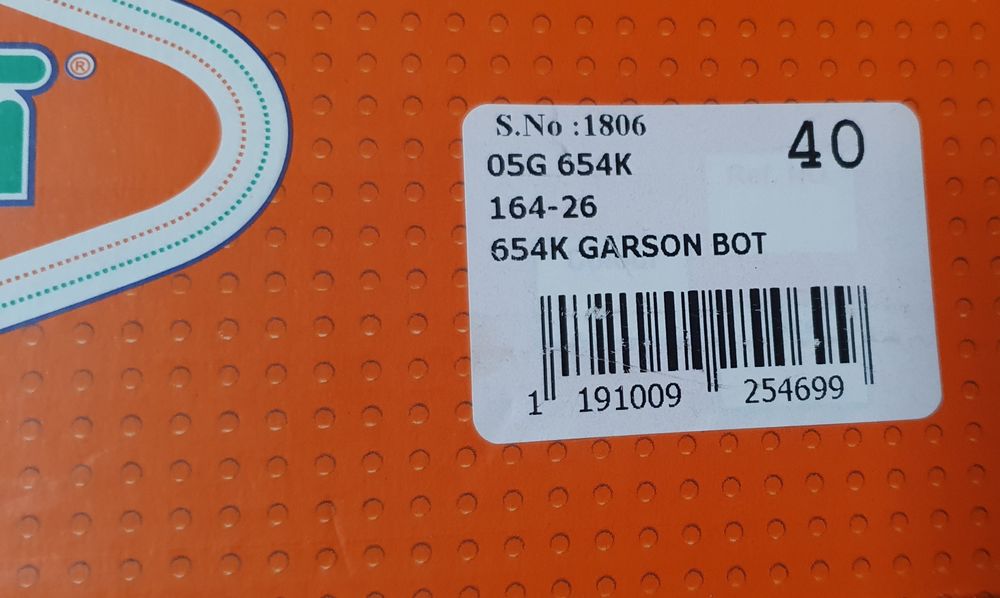 ®
S.No :1806
40
05G 654K
164-26
654K GARSON BOT
1 191009 254699